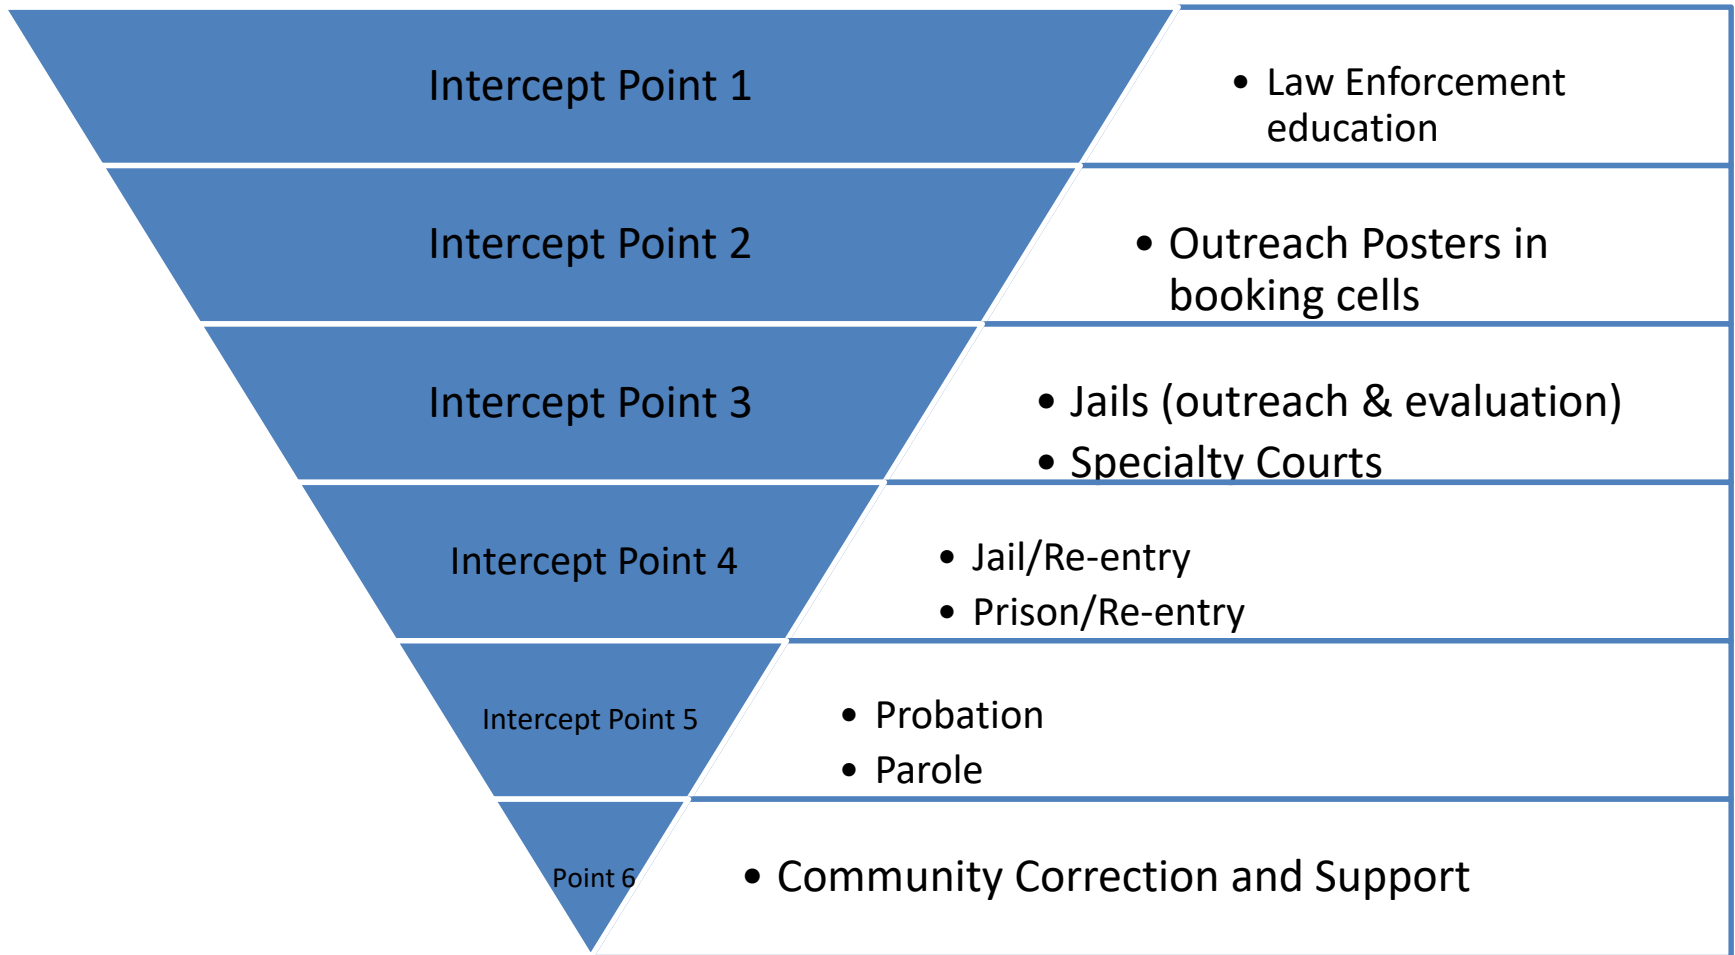 Intercept Point 1
• Law Enforcement
education
Intercept Point 2
• Outreach Posters in
booking cells
Intercept Point 3
• Jails (outreach & evaluation)
• Specialty Courts
Intercept Point 4
• Jail/Re-entry
• Prison/Re-entry
Intercept Point 5
• Probation
• Parole
Point 6
• Community Correction and Support